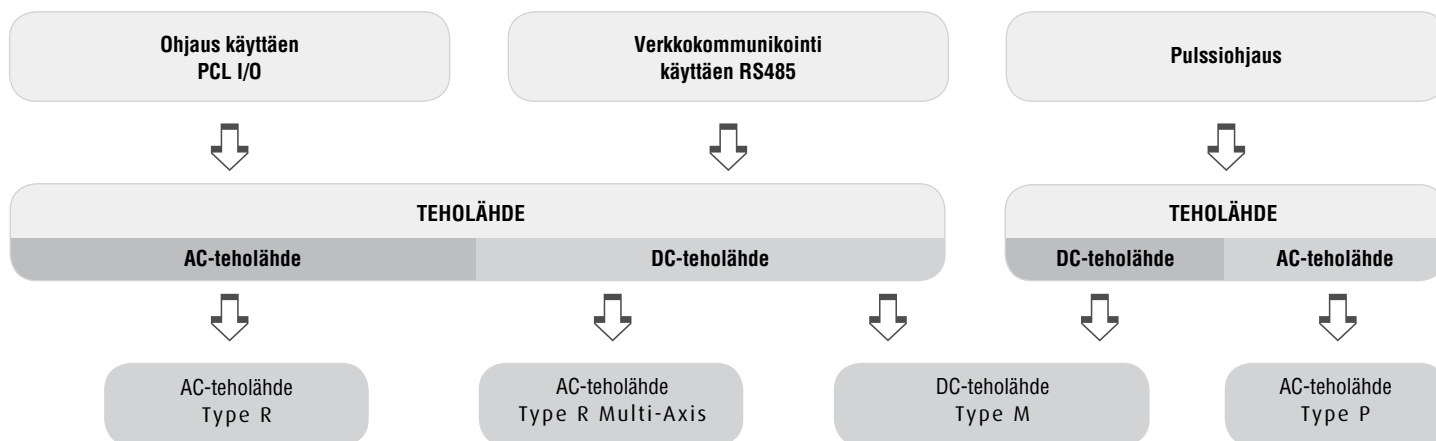 Ohjaus käyttäen
PCL I/O
Verkkokommunikointi
käyttäen RS485
Pulssiohjaus
TEHOLÄHDE
TEHOLÄHDE
AC-teholähde
DC-teholähde
DC-teholähde
AC-teholähde
AC-teholähde
Type R
AC-teholähde
Type R Multi-Axis
DC-teholähde
Type M
AC-teholähde
Type P